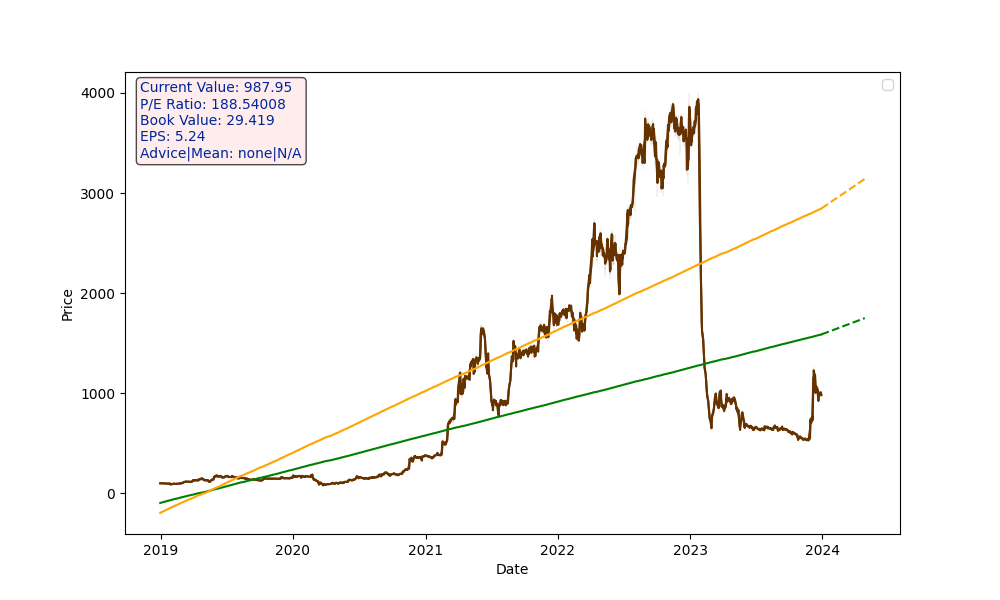 Current Value: 987.95
P/E Ratio: 188.54008
Book Value: 29.419
EPS: 5.24
Advice|Mean: none|N/A
4000
3000
2000
1000
0
Price
2019 2020 2021 2022 2023 2024
Date